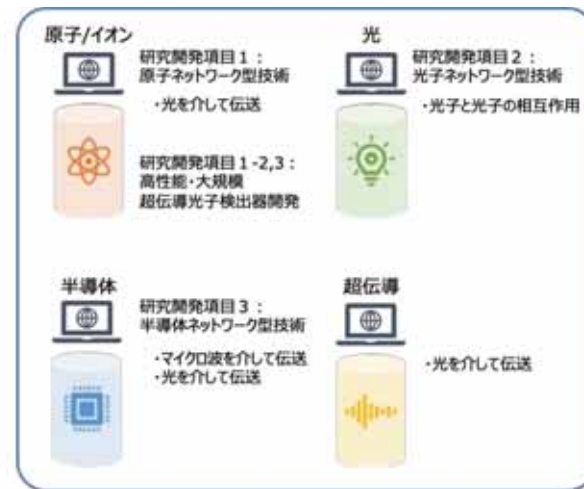 原子/イオン
研究開発項目1：
原子ネットワーク型技術
・光を介して伝送
研究開発項目1-2,3：
高性能・大規模
超伝導光子検出器開発
光
研究開発項目2：
光子ネットワーク型技術
・光子と光子の相互作用
半導体
研究開発項目3：
半導体ネットワーク型技術
・マイクロ波を介して伝送
・光を介して伝送
超伝導
・光を介して伝送